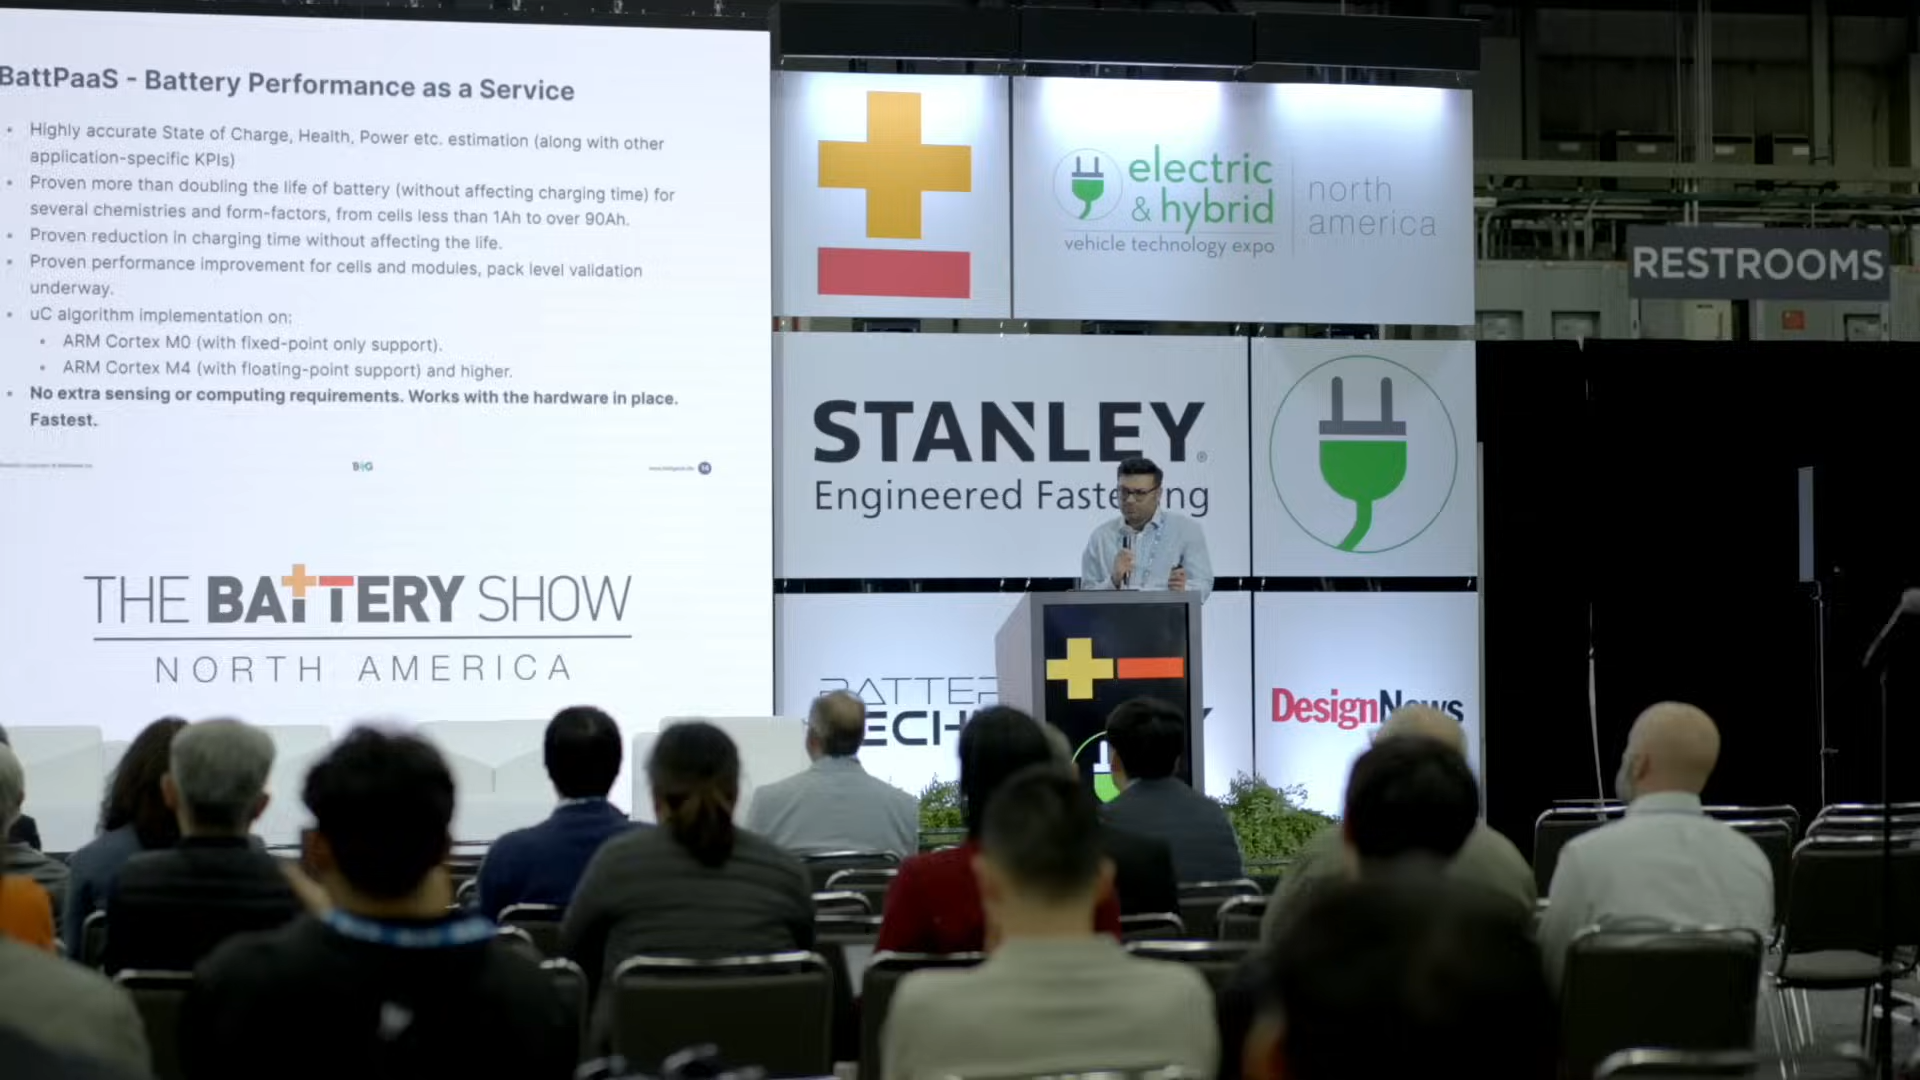 BattPaaS - Battery Performance as a Service
• Highly accurate State of Charge, Health, Power etc. estimation (along with other
application-specific KPIs)
• Proven more than doubling the life of battery (without affecting charging time) for
several chemistries and form-factors, from cells less than 1Ah to over 90Ah.
• Proven reduction in charging time without affecting the life.
• Proven performance improvement for cells and modules, pack level validation
underway.
• uC algorithm implementation on:
• ARM Cortex M0 (with fixed-point only support).
• ARM Cortex M4 (with floating-point support) and higher.
• No extra sensing or computing requirements. Works with the hardware in place.
Fastest.
THE BATTERY SHOW
NORTH AMERICA
electric
& hybrid
vehicle technology expo
north
america
STANLEY®
Engineered Fastening
BATTER
ECH
DesignNews
RESTROOMS